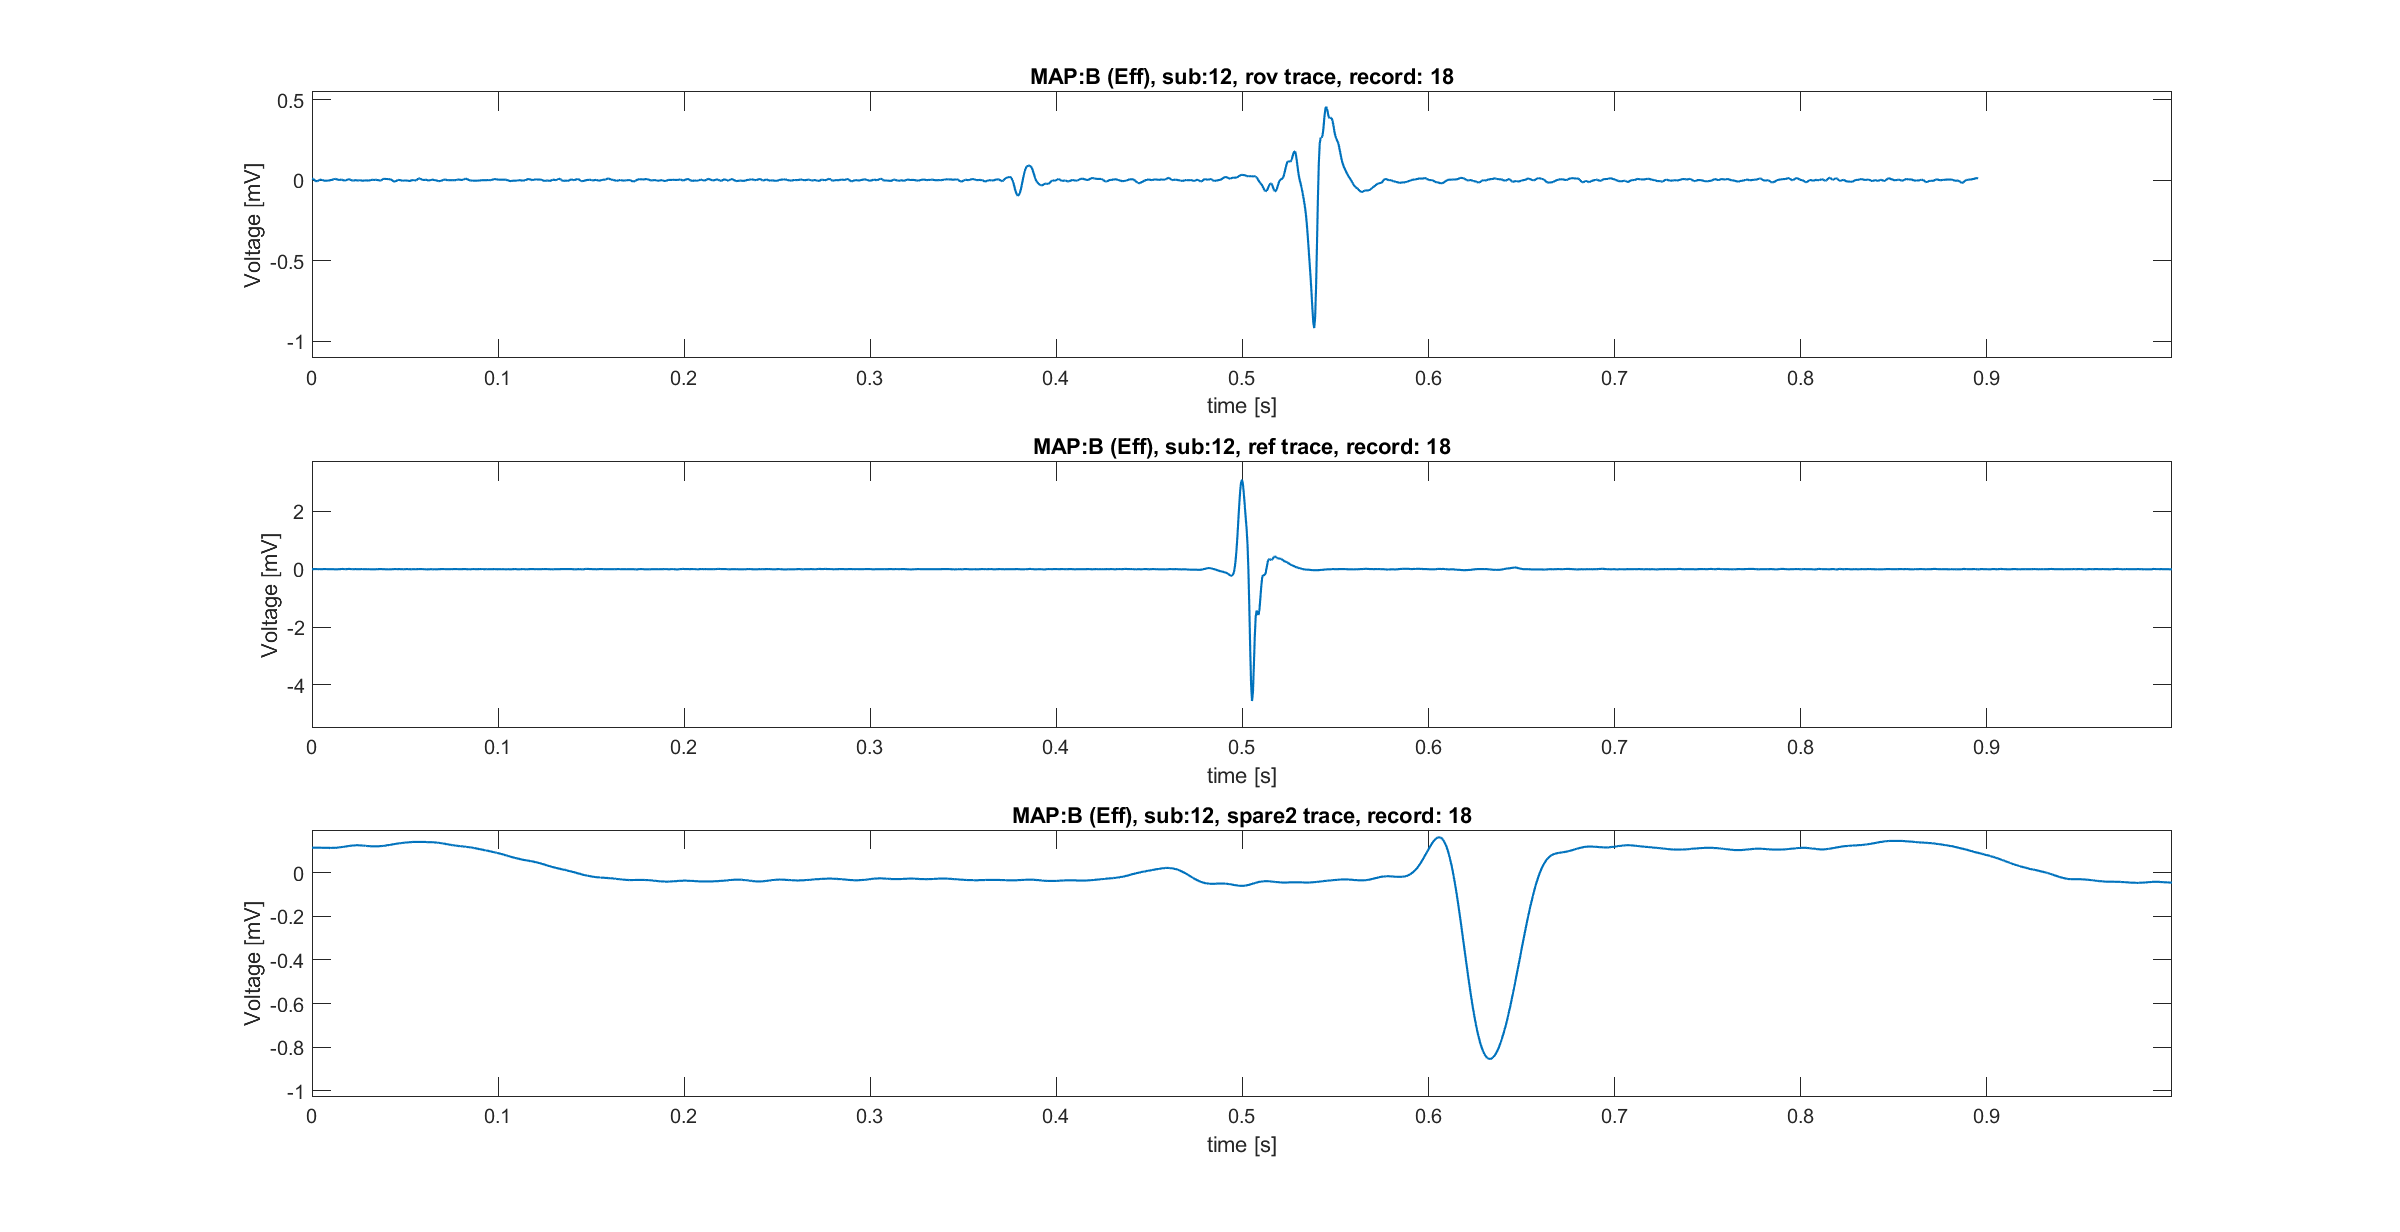 MAP:B (Eff), sub:12, rov trace, record: 18
0.5
0
-0.5
-1
Voltage [mV]
0 0.1 0.2 0.3 0.4 0.5 0.6 0.7 0.8 0.9
time [s]
MAP:B (Eff), sub:12, ref trace, record: 18
2
0
-2
-4
Voltage [mV]
0 0.1 0.2 0.3 0.4 0.5 0.6 0.7 0.8 0.9
time [s]
MAP:B (Eff), sub:12, spare2 trace, record: 18
0
-0.2
-0.4
-0.6
-0.8
-1
Voltage [mV]
0 0.1 0.2 0.3 0.4 0.5 0.6 0.7 0.8 0.9
time [s]